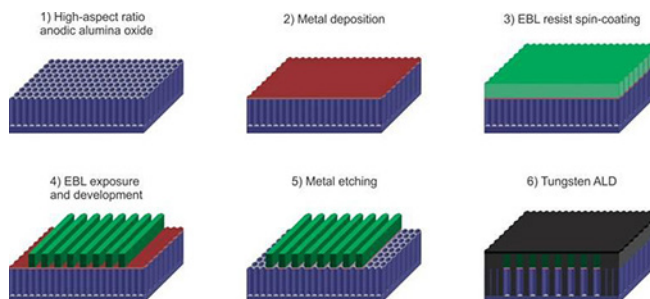 1) High-aspect ratio
anodic alumina oxide
2) Metal deposition
3) EBL resist spin-coating
4) EBL exposure
and development
5) Metal etching
6) Tungsten ALD